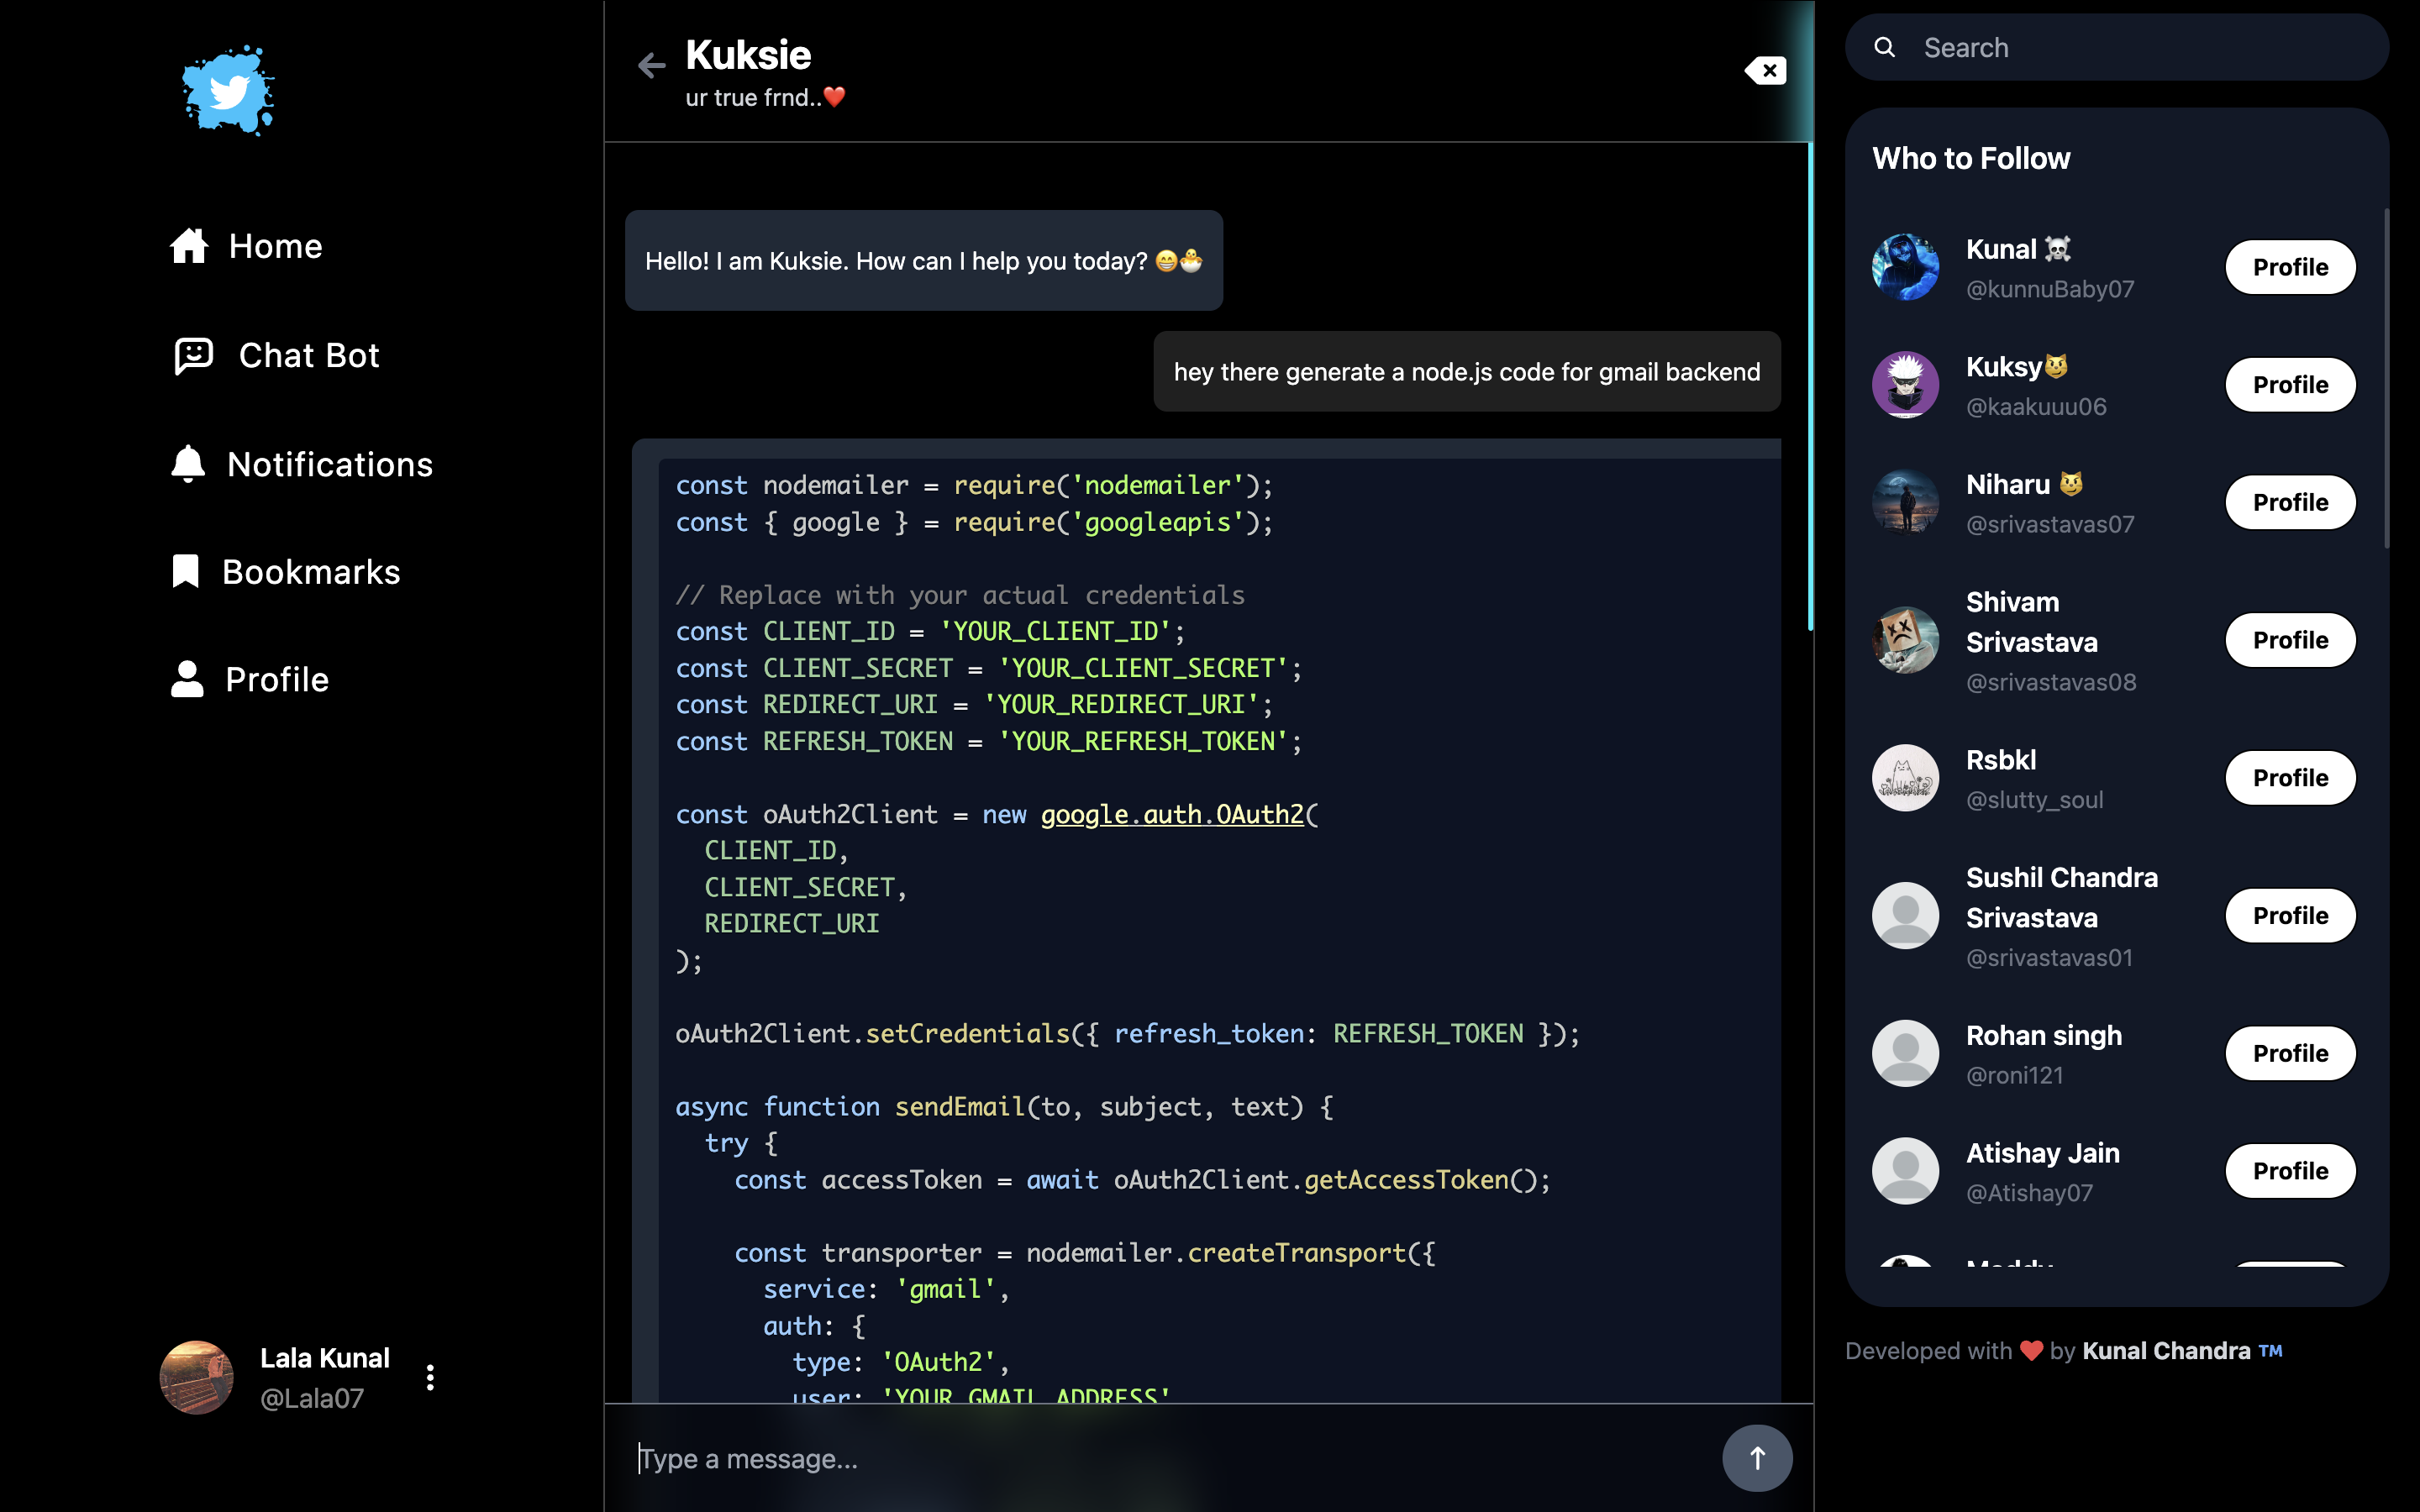 Home
Chat Bot
Notifications
Bookmarks
Profile
Lala Kunal
@Lala07
Kuksie
ur true frnd..❤️
Hello! I am Kuksie. How can I help you today? 😁🐣
hey there generate a node.js code for gmail backend
const nodemailer = require('nodemailer');
const { google } = require('googleapis');
// Replace with your actual credentials
const CLIENT_ID = 'YOUR_CLIENT_ID';
const CLIENT_SECRET = 'YOUR_CLIENT_SECRET';
const REDIRECT_URI = 'YOUR_REDIRECT_URI';
const REFRESH_TOKEN = 'YOUR_REFRESH_TOKEN';
const oAuth2Client = new google.auth.OAuth2(
  CLIENT_ID,
  CLIENT_SECRET,
  REDIRECT_URI
);
oAuth2Client.setCredentials({ refresh_token: REFRESH_TOKEN });
async function sendEmail(to, subject, text) {
  try {
    const accessToken = await oAuth2Client.getAccessToken();
    const transporter = nodemailer.createTransport({
      service: 'gmail',
      auth: {
        type: 'OAuth2',
        user: 'YOUR_GMAIL_ADDRESS'
Type a message...
Search
Who to Follow
Kunal ☠️
@kunnuBaby07
Profile
Kuksy😼
@kaakuuu06
Profile
Niharu 😼
@srivastavas07
Profile
Shivam
Srivastava
@srivastavas08
Profile
Rsbkl
@slutty_soul
Profile
Sushil Chandra
Srivastava
@srivastavas01
Profile
Rohan singh
@roni121
Profile
Atishay Jain
@Atishay07
Profile
Developed with ❤️ by Kunal Chandra ™